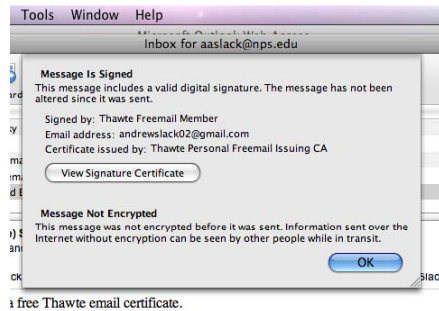 Tools Window Help
Microsoft Outlook Web Access
Inbox for aaslack@nps.edu
Message Is Signed
This message includes a valid digital signature. The message has not been
altered since it was sent.
Signed by: Thawte Freemail Member
Email address: andrewslack02@gmail.com
Certificate issued by: Thawte Personal Freemail Issuing CA
View Signature Certificate
Message Not Encrypted
This message was not encrypted before it was sent. Information sent over the
Internet without encryption can be seen by other people while in transit.
OK
a free Thawte email certificate.